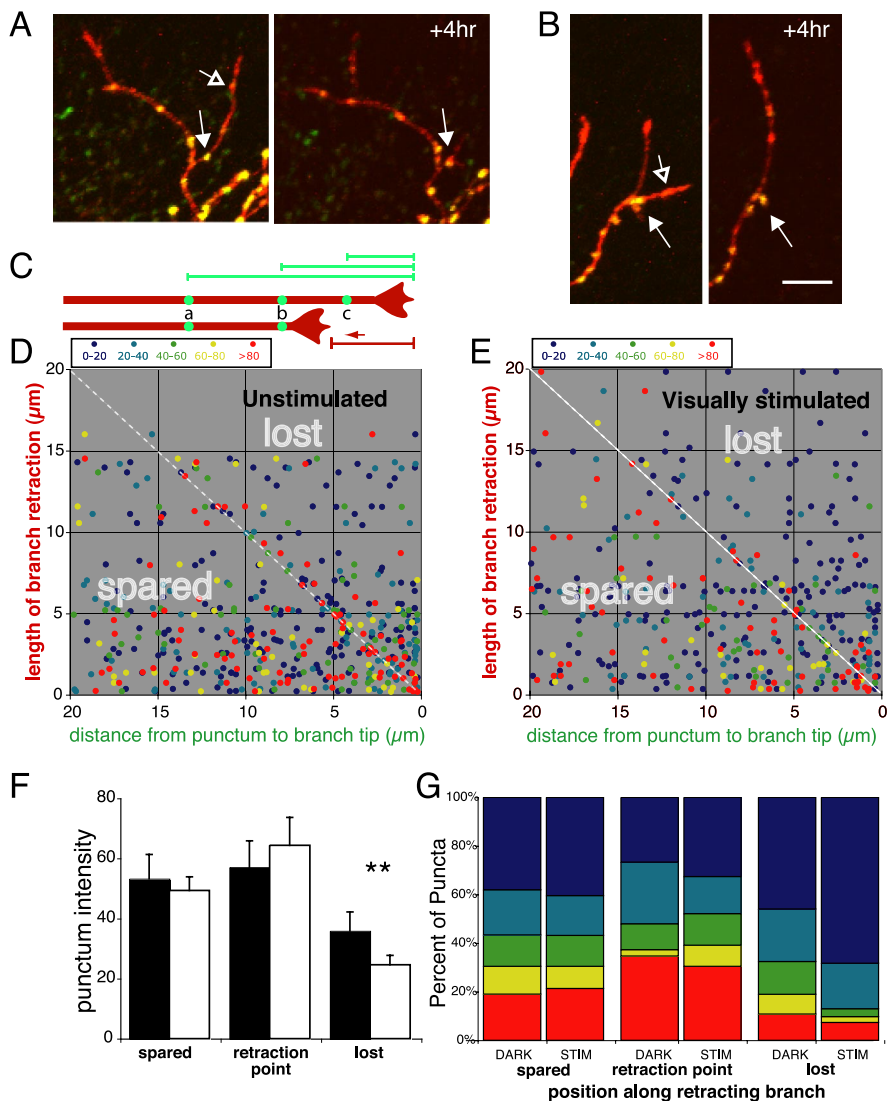 A
+4hr
B
+4hr
C
a
b
c
D
0-20
20-40
40-60
60-80
>80
E
0-20
20-40
40-60
60-80
>80
Unstimulated
lost
spared
length of branch retraction (µm)
20
15
10
5
0
20
15
10
5
0
distance from punctum to branch tip (µm)
Visually stimulated
lost
spared
length of branch retraction (µm)
20
15
10
5
0
20
15
10
5
0
distance from punctum to branch tip (µm)
F
punctum intensity
80
60
40
20
0
**
spared
retraction
point
lost
G
Percent of Puncta
100%
80%
60%
40%
20%
0%
DARK
STIM
DARK
STIM
DARK
STIM
spared
retraction point
lost
position along retracting branch